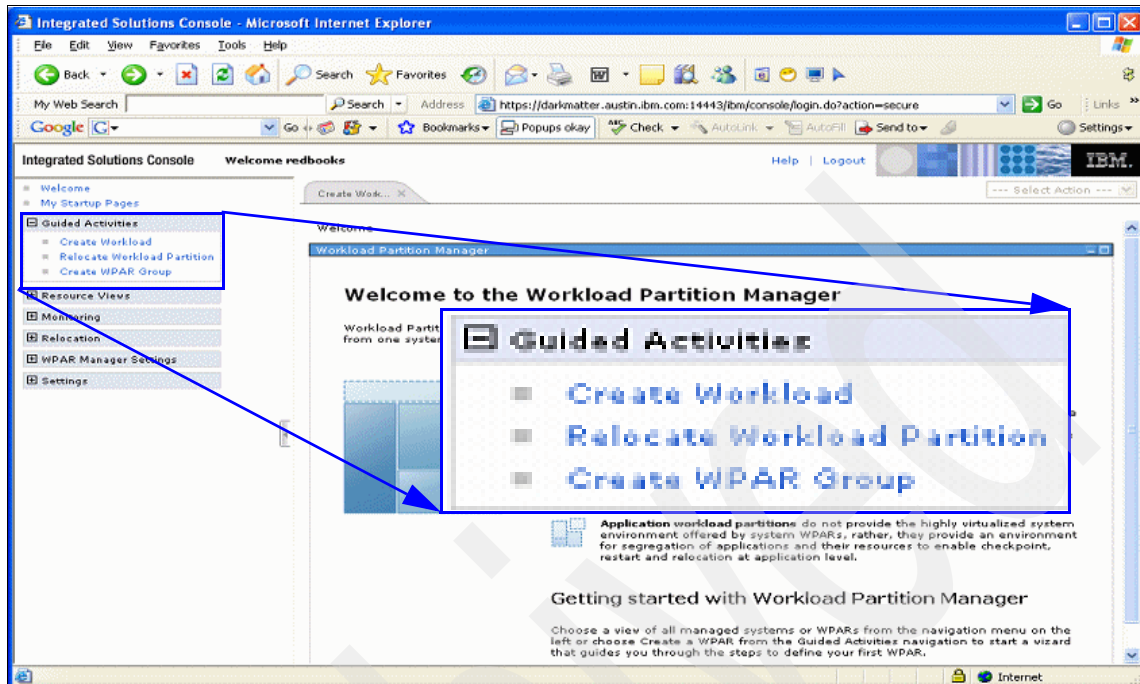 Integrated Solutions Console - Microsoft Internet Explorer
File Edit View Favorites Tools Help
Back Search Favorites
My Web Search Search Address https://darkmatter.austin.ibm.com:14443/ibm/console/login.do?action=secure Go Links »
Google G Go Bookmarks Popups okay ABC Check AutoLink AutoFill Send to Settings
Integrated Solutions Console Welcome redbooks Help | Logout IBM.
Welcome
My Startup Pages
Create Work... ×
--- Select Action ---
Guided Activities
Create Workload
Relocate Workload Partition
Create WPAR Group
Resource Views
Monitoring
Relocation
WPAR Manager Settings
Settings
Welcome
Workload Partition Manager
Welcome to the Workload Partition Manager
Workload Partit
from one system
Guided Activities
Create Workload
Relocate Workload Partition
Create WPAR Group
Application workload partitions do not provide the highly virtualized system
environment offered by system WPARs, rather, they provide an environment
for segregation of applications and their resources to enable checkpoint,
restart and relocation at application level.
Getting started with Workload Partition Manager
Choose a view of all managed systems or WPARs from the navigation menu on the
left or choose Create a WPAR from the Guided Activities navigation to start a wizard
that guides you through the steps to define your first WPAR.
Internet